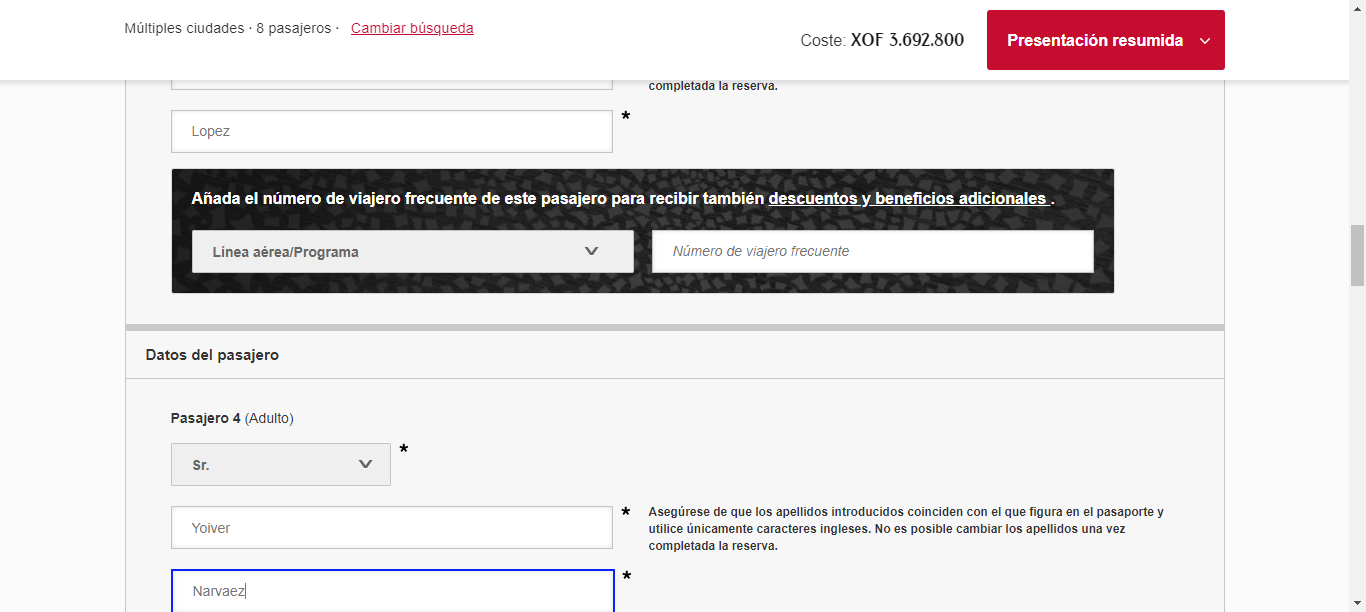 Múltiples ciudades · 8 pasajeros · Cambiar búsqueda
Coste: XOF 3.692.800
Presentación resumida
completada la reserva.
Lopez
*
Añada el número de viajero frecuente de este pasajero para recibir también descuentos y beneficios adicionales .
Línea aérea/Programa
Número de viajero frecuente
Datos del pasajero
Pasajero 4 (Adulto)
Sr.
*
Yoiver
*
Asegúrese de que los apellidos introducidos coinciden con el que figura en el pasaporte y
utilice únicamente caracteres ingleses. No es posible cambiar los apellidos una vez
completada la reserva.
Narvaez
*